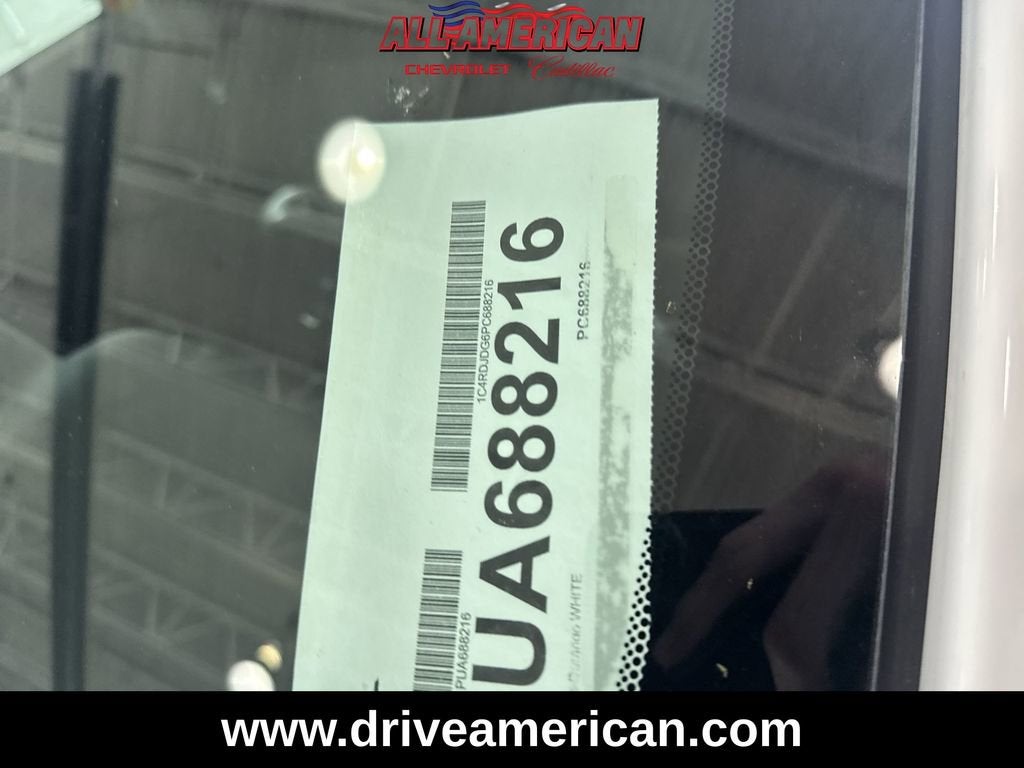 ALL-AMERICAN
CHEVROLET Cadillac
1C4RDJDG6PC688216
PUA688216
UA688216
PC688216
WHITE
www.driveamerican.com